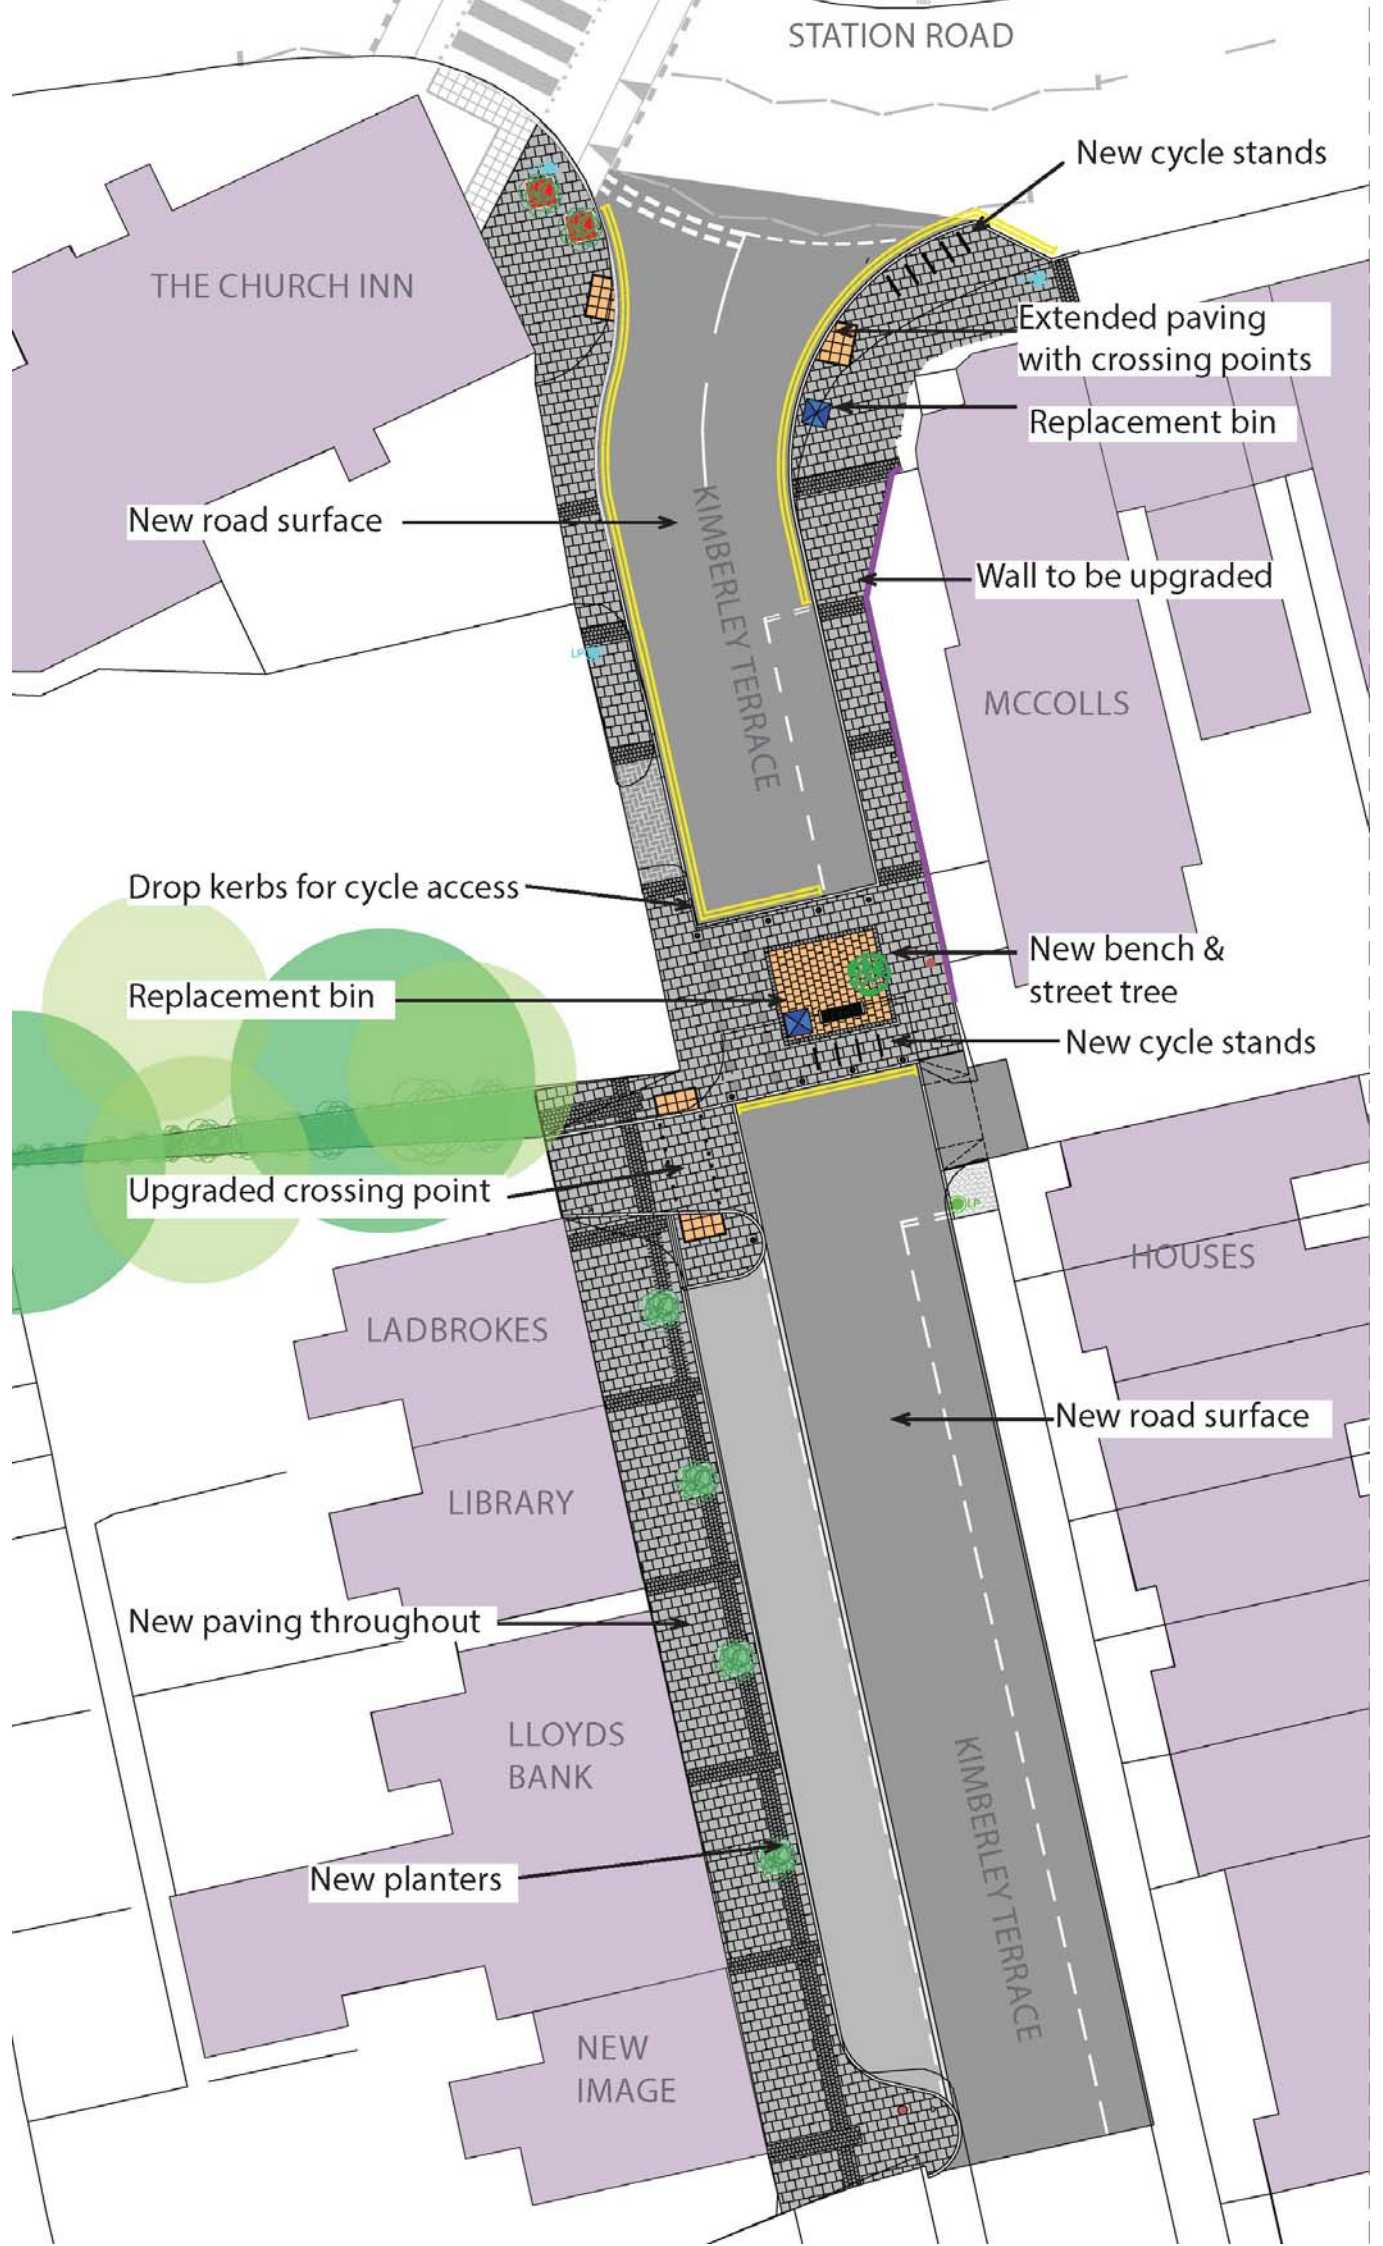 STATION ROAD
New cycle stands
THE CHURCH INN
Extended paving
with crossing points
Replacement bin
New road surface
KIMBERLEY TERRACE
Wall to be upgraded
LP
MCCOLLS
Drop kerbs for cycle access
New bench &
street tree
Replacement bin
New cycle stands
Upgraded crossing point
LP
HOUSES
LADBROKES
New road surface
LIBRARY
New paving throughout
LLOYDS
BANK
KIMBERLEY TERRACE
New planters
NEW
IMAGE